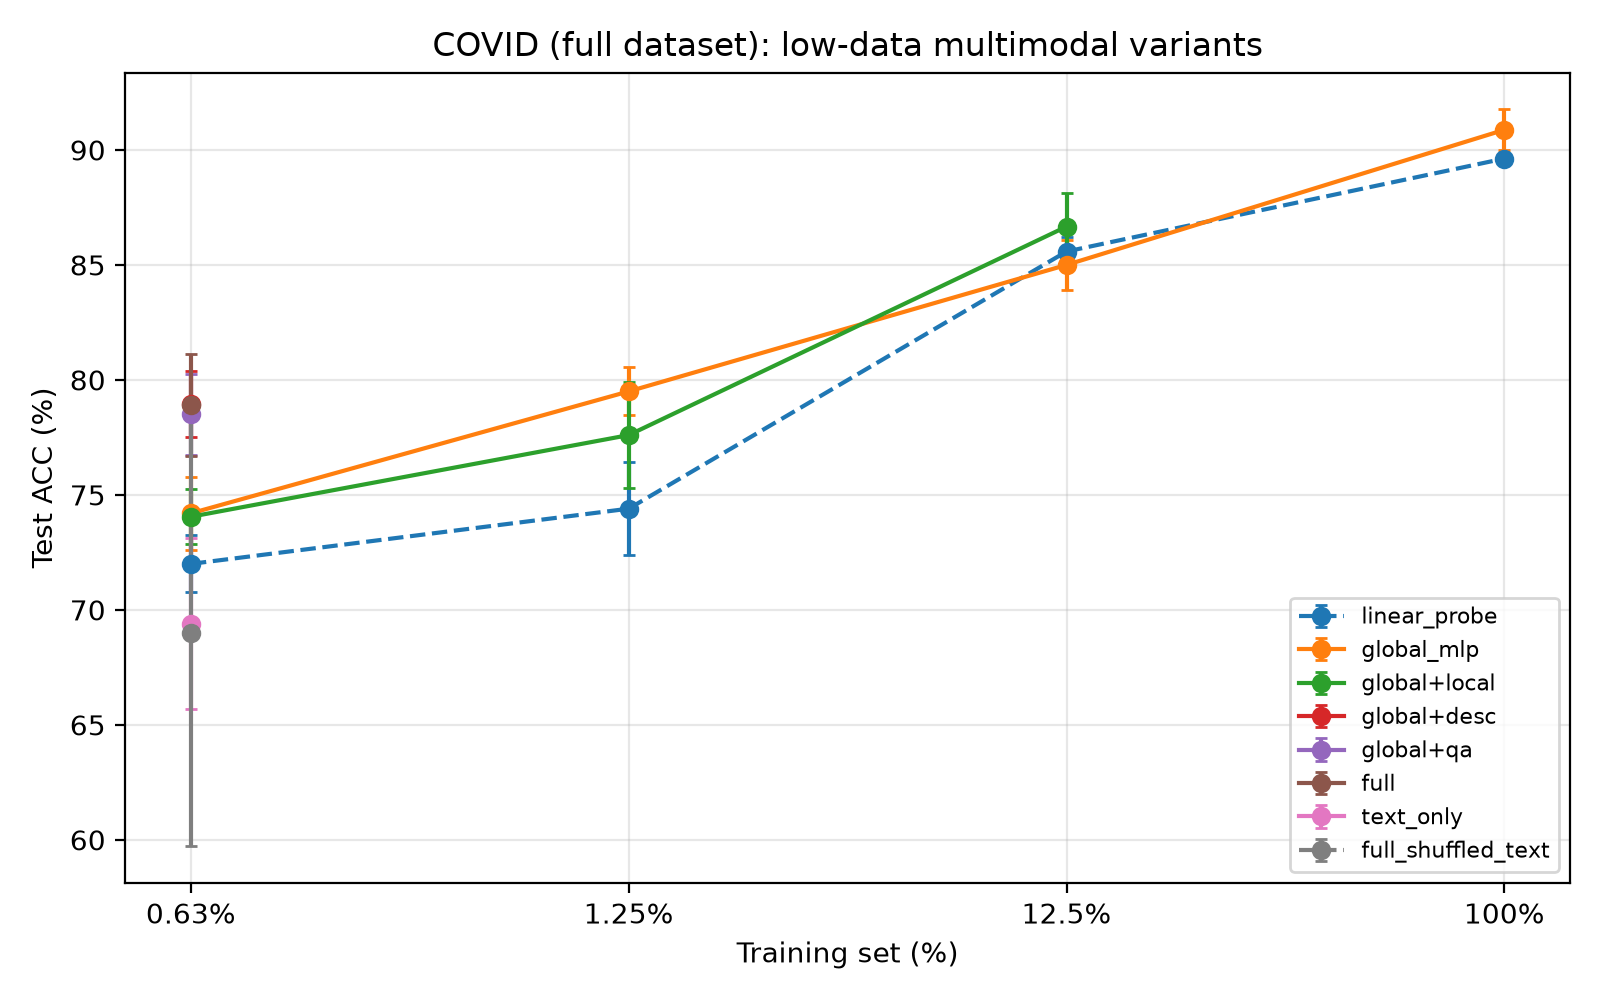 COVID (full dataset): low-data multimodal variants
Test ACC (%)
90
85
80
75
70
65
60
linear_probe
global_mlp
global+local
global+desc
global+qa
full
text_only
full_shuffled_text
0.63%
1.25%
12.5%
100%
Training set (%)